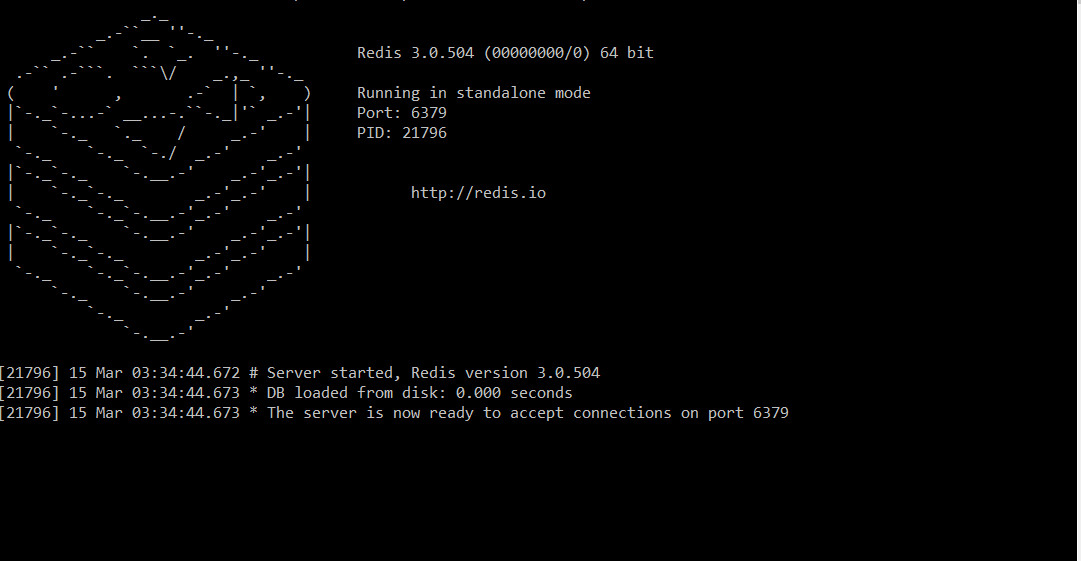 Redis 3.0.504 (00000000/0) 64 bit
Running in standalone mode
Port: 6379
PID: 21796
http://redis.io
[21796] 15 Mar 03:34:44.672 # Server started, Redis version 3.0.504
[21796] 15 Mar 03:34:44.673 * DB loaded from disk: 0.000 seconds
[21796] 15 Mar 03:34:44.673 * The server is now ready to accept connections on port 6379